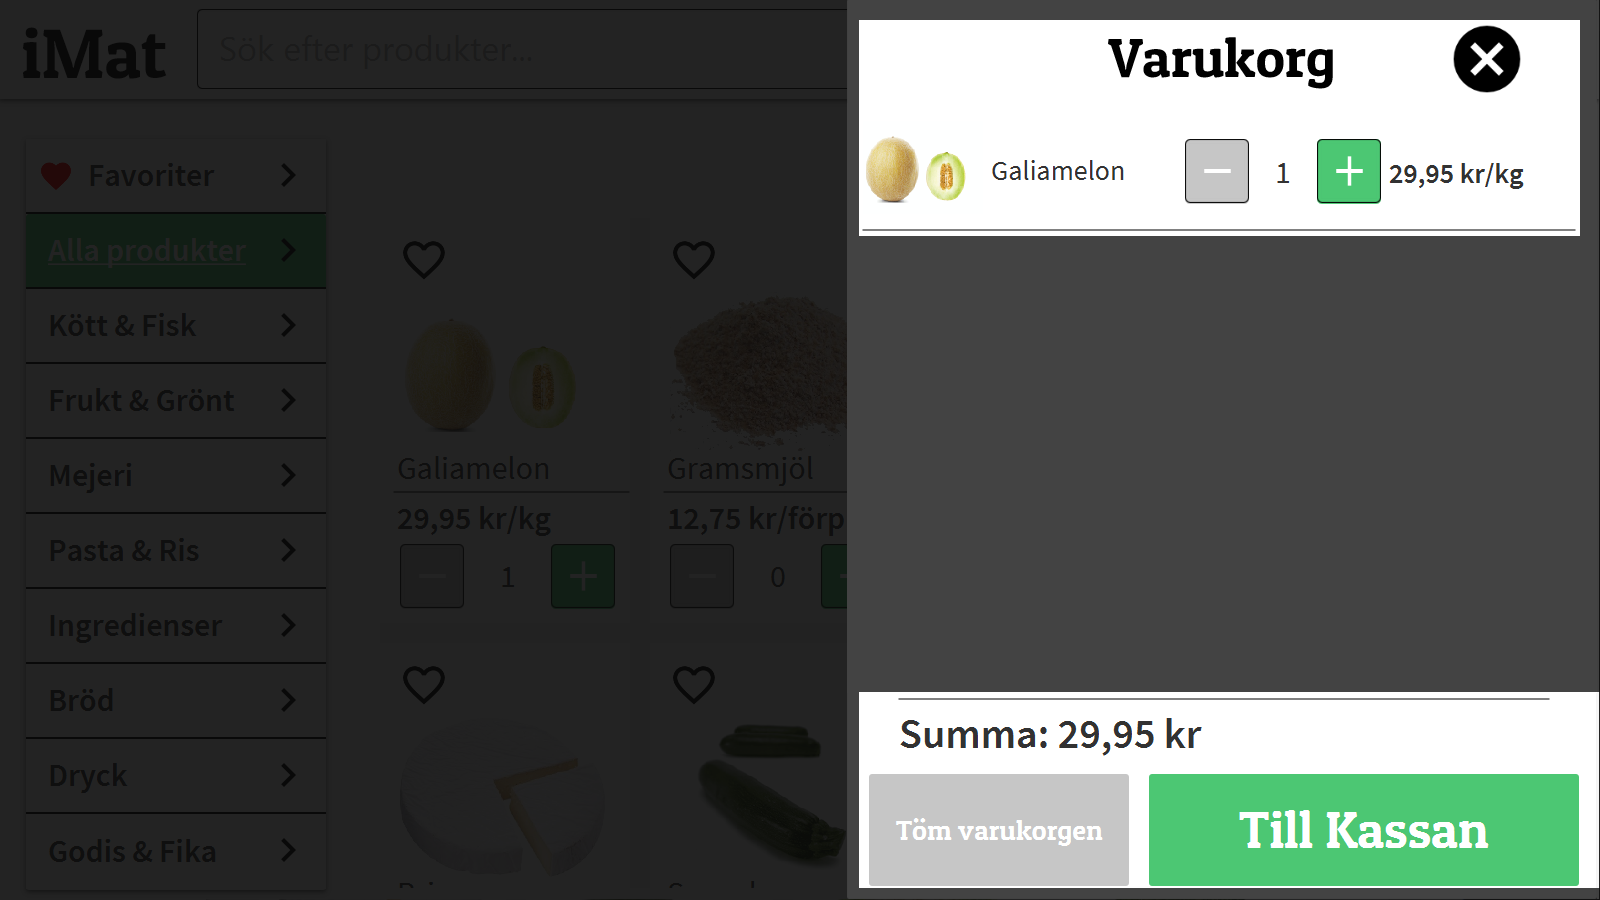 iMat
Sök efter produkter...
Favoriter
Alla produkter
Kött & Fisk
Frukt & Grönt
Mejeri
Pasta & Ris
Ingredienser
Bröd
Dryck
Godis & Fika
Galiamelon
29,95 kr/kg
1
Gramsmjöl
12,75 kr/förp
0
Varukorg
Galiamelon
1
29,95 kr/kg
Summa: 29,95 kr
Töm varukorgen
Till Kassan